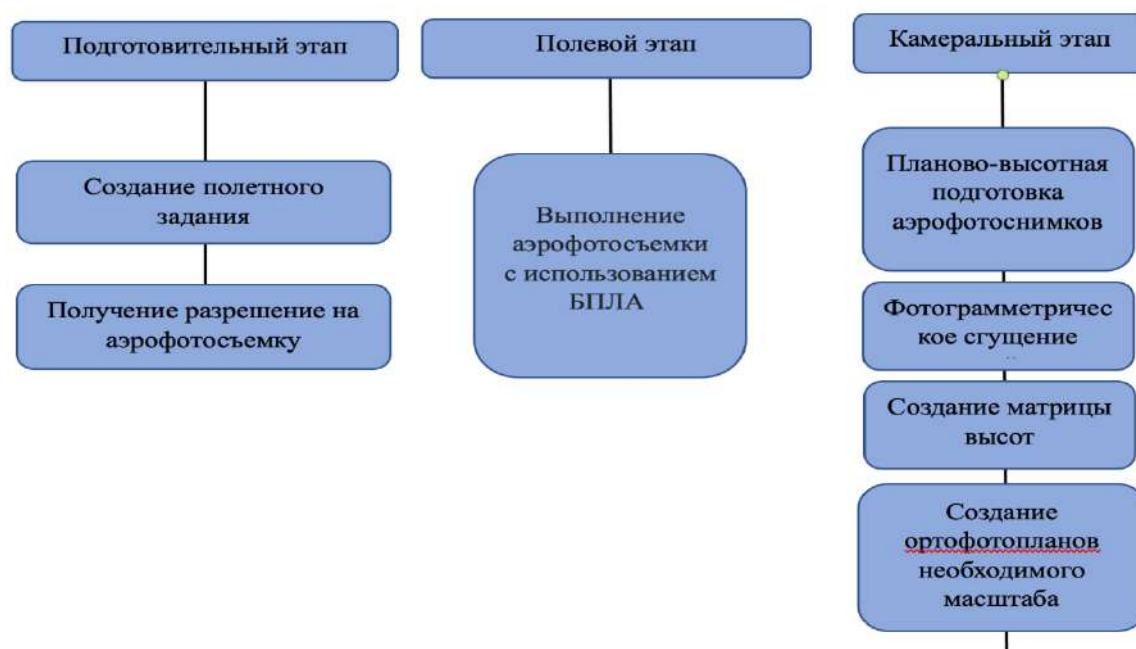 Подготовительный этап
Создание полетного
задания
Получение разрешение на
аэрофотосъемку
Полевой этап
Выполнение
аэрофотосъемки
с использованием
БПЛА
Камеральный этап
Планово-высотная
подготовка
аэрофотоснимков
Фотограмметричес
кое сгущение
Создание матрицы
высот
Создание
ортофотопланов
необходимого
масштаба